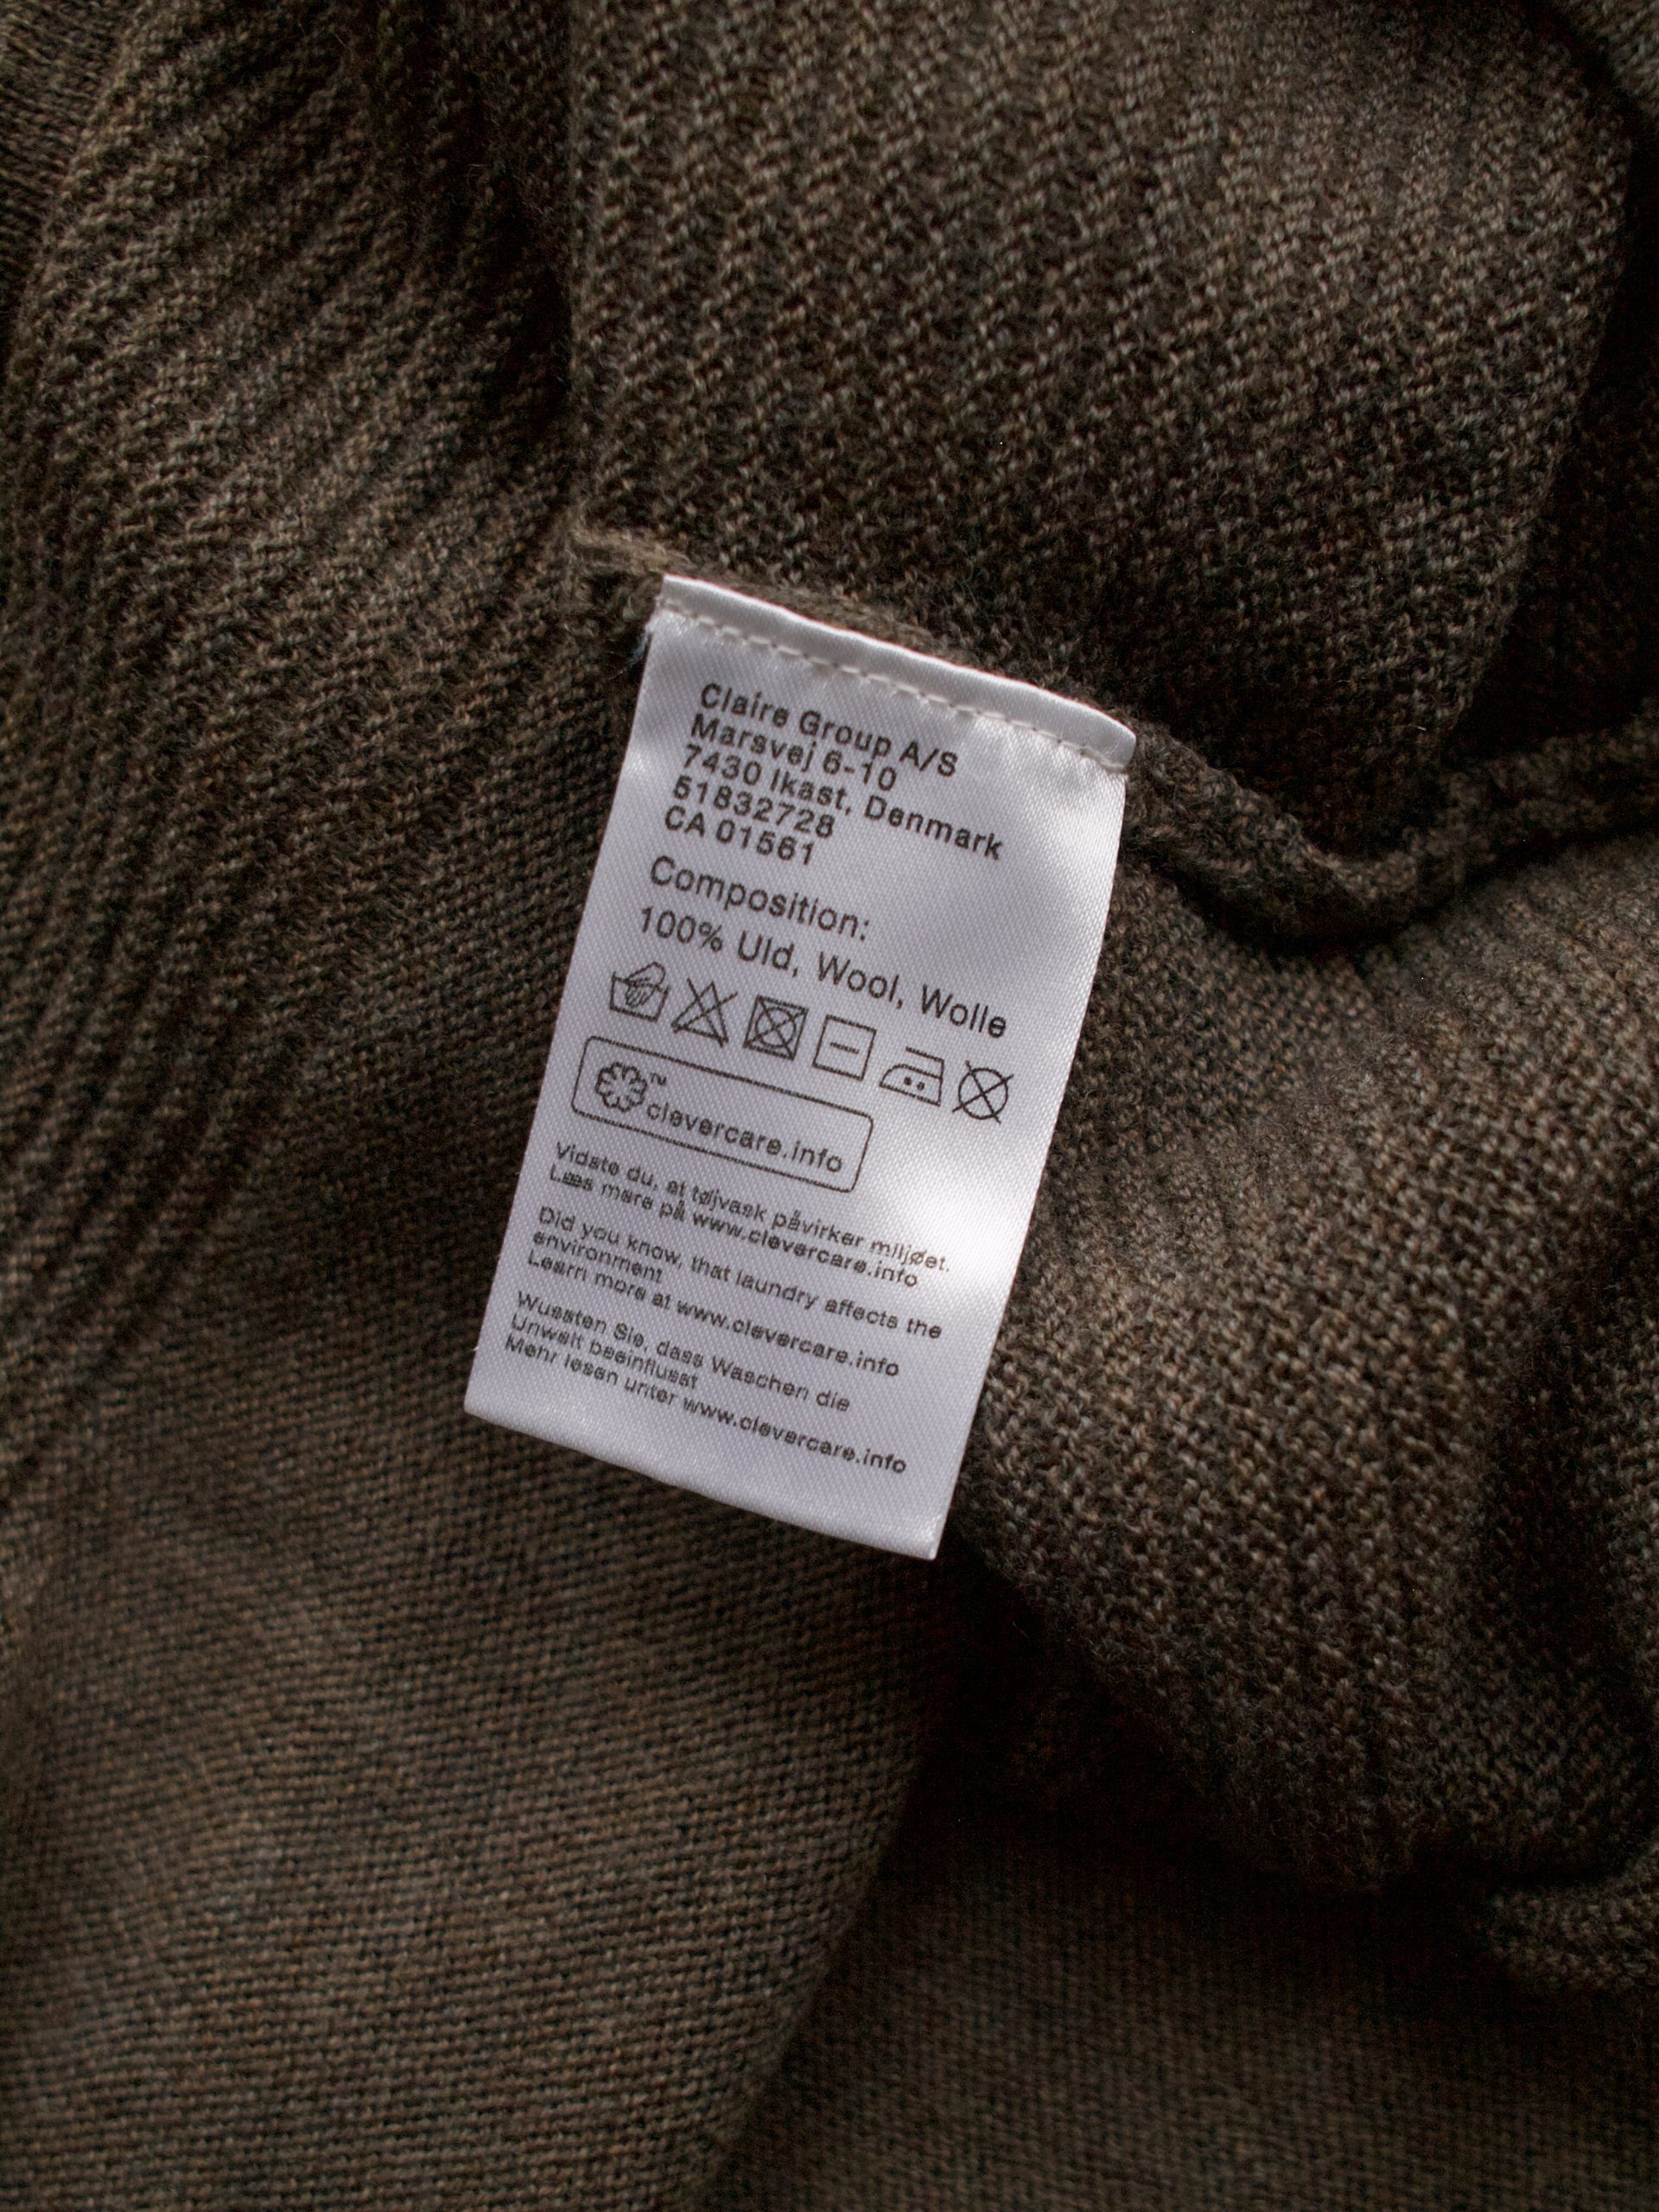 Claire Group A/S
Marsvej 6-10
7430 Ikast, Denmark
51832728
CA 01561
Composition:
100% Uld, Wool, Wolle
™
clevercare.info
Vidste du, at tøjvask påvirker miljøet.
Læs mere på www.clevercare.info
Did you know, that laundry affects the
environment
Learn more at www.clevercare.info
Wussten Sie, dass Waschen die
Umwelt beeinflusst
Mehr lesen unter www.clevercare.info